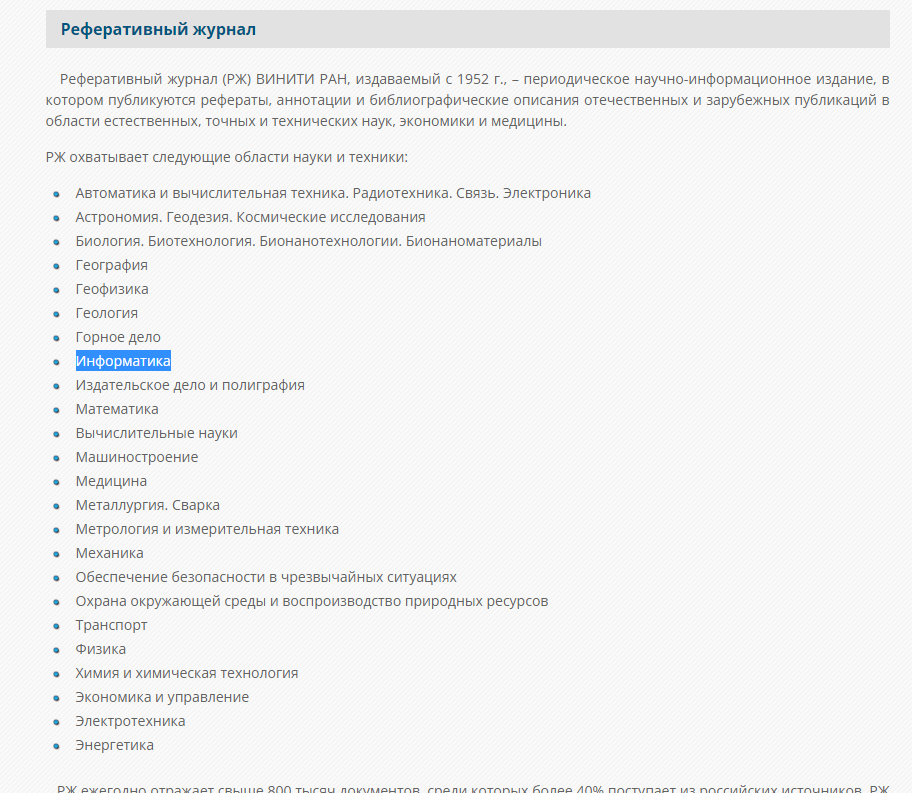 Реферативный журнал
Реферативный журнал (РЖ) ВИНИТИ РАН, издаваемый с 1952 г., – периодическое научно-информационное издание, в
котором публикуются рефераты, аннотации и библиографические описания отечественных и зарубежных публикаций в
области естественных, точных и технических наук, экономики и медицины.
РЖ охватывает следующие области науки и техники:
Автоматика и вычислительная техника. Радиотехника. Связь. Электроника
Астрономия. Геодезия. Космические исследования
Биология. Биотехнология. Бионанотехнологии. Бионаноматериалы
География
Геофизика
Геология
Горное дело
Информатика
Издательское дело и полиграфия
Математика
Вычислительные науки
Машиностроение
Медицина
Металлургия. Сварка
Метрология и измерительная техника
Механика
Обеспечение безопасности в чрезвычайных ситуациях
Охрана окружающей среды и воспроизводство природных ресурсов
Транспорт
Физика
Химия и химическая технология
Экономика и управление
Электротехника
Энергетика
РЖ ежегодно отражает свыше 800 тысяч документов, среди которых более 40% поступает из российских источников. РЖ